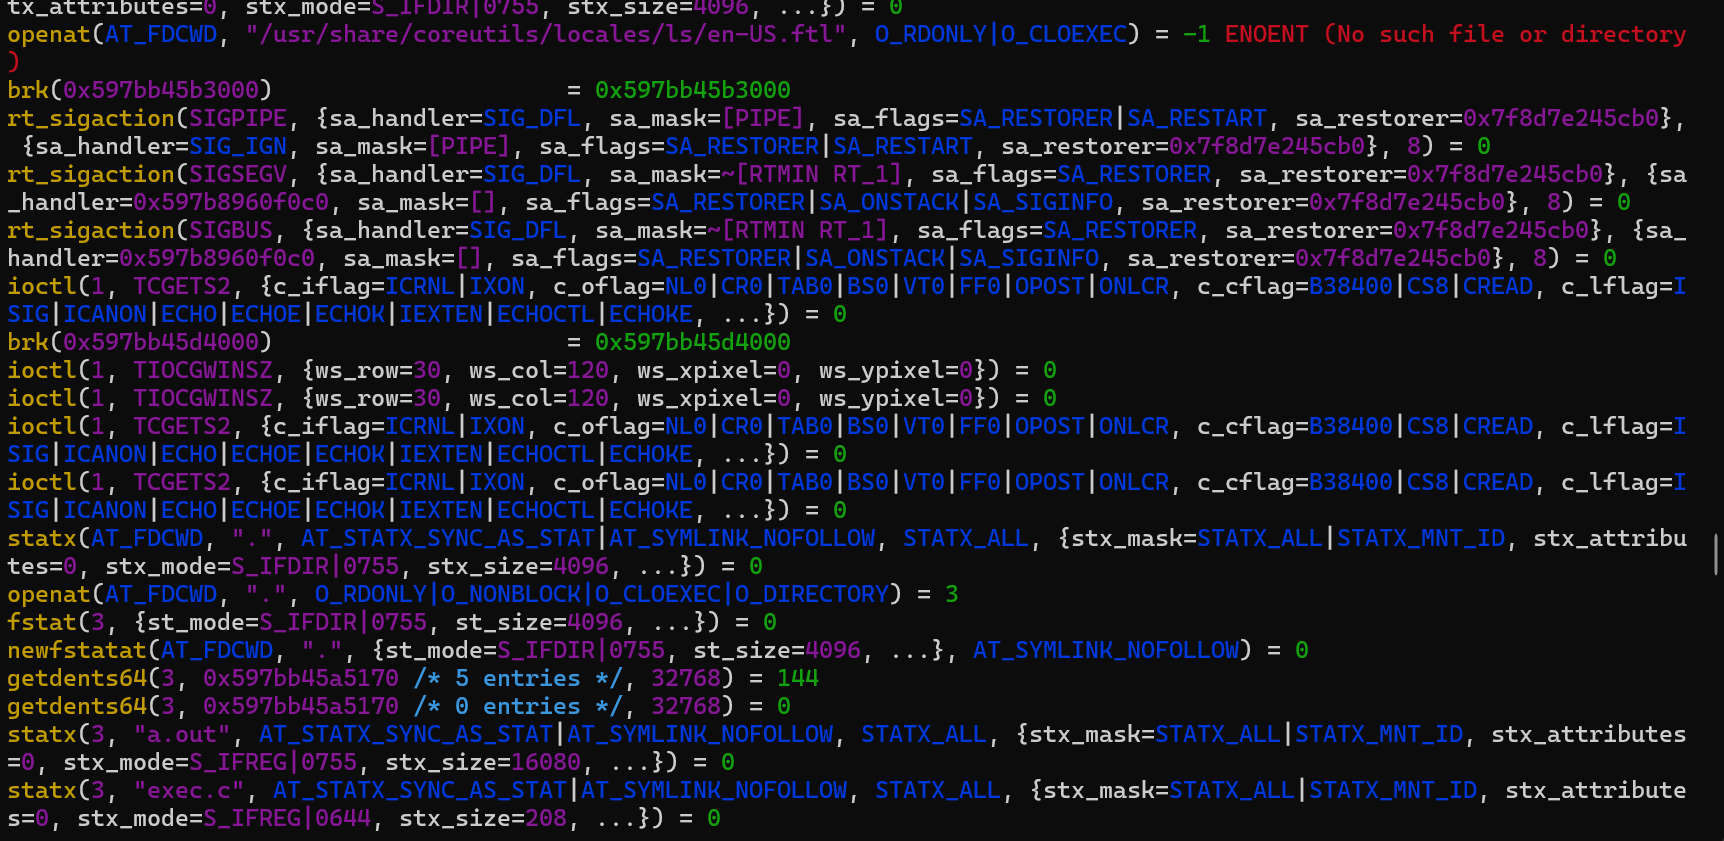 tx_attributes=0, stx_mode=S_IFDIR|0755, stx_size=4096, ...}) = 0
openat(AT_FDCWD, "/usr/share/coreutils/locales/ls/en-US.ftl", O_RDONLY|O_CLOEXEC) = -1 ENOENT (No such file or directory
)
brk(0x597bb45b3000)                     = 0x597bb45b3000
rt_sigaction(SIGPIPE, {sa_handler=SIG_DFL, sa_mask=[PIPE], sa_flags=SA_RESTORER|SA_RESTART, sa_restorer=0x7f8d7e245cb0},
 {sa_handler=SIG_IGN, sa_mask=[PIPE], sa_flags=SA_RESTORER|SA_RESTART, sa_restorer=0x7f8d7e245cb0}, 8) = 0
rt_sigaction(SIGSEGV, {sa_handler=SIG_DFL, sa_mask=~[RTMIN RT_1], sa_flags=SA_RESTORER, sa_restorer=0x7f8d7e245cb0}, {sa
_handler=0x597b8960f0c0, sa_mask=[], sa_flags=SA_RESTORER|SA_ONSTACK|SA_SIGINFO, sa_restorer=0x7f8d7e245cb0}, 8) = 0
rt_sigaction(SIGBUS, {sa_handler=SIG_DFL, sa_mask=~[RTMIN RT_1], sa_flags=SA_RESTORER, sa_restorer=0x7f8d7e245cb0}, {sa_
handler=0x597b8960f0c0, sa_mask=[], sa_flags=SA_RESTORER|SA_ONSTACK|SA_SIGINFO, sa_restorer=0x7f8d7e245cb0}, 8) = 0
ioctl(1, TCGETS2, {c_iflag=ICRNL|IXON, c_oflag=NL0|CR0|TAB0|BS0|VT0|FF0|OPOST|ONLCR, c_cflag=B38400|CS8|CREAD, c_lflag=I
SIG|ICANON|ECHO|ECHOE|ECHOK|IEXTEN|ECHOCTL|ECHOKE, ...}) = 0
brk(0x597bb45d4000)                     = 0x597bb45d4000
ioctl(1, TIOCGWINSZ, {ws_row=30, ws_col=120, ws_xpixel=0, ws_ypixel=0}) = 0
ioctl(1, TIOCGWINSZ, {ws_row=30, ws_col=120, ws_xpixel=0, ws_ypixel=0}) = 0
ioctl(1, TCGETS2, {c_iflag=ICRNL|IXON, c_oflag=NL0|CR0|TAB0|BS0|VT0|FF0|OPOST|ONLCR, c_cflag=B38400|CS8|CREAD, c_lflag=I
SIG|ICANON|ECHO|ECHOE|ECHOK|IEXTEN|ECHOCTL|ECHOKE, ...}) = 0
ioctl(1, TCGETS2, {c_iflag=ICRNL|IXON, c_oflag=NL0|CR0|TAB0|BS0|VT0|FF0|OPOST|ONLCR, c_cflag=B38400|CS8|CREAD, c_lflag=I
SIG|ICANON|ECHO|ECHOE|ECHOK|IEXTEN|ECHOCTL|ECHOKE, ...}) = 0
statx(AT_FDCWD, ".", AT_STATX_SYNC_AS_STAT|AT_SYMLINK_NOFOLLOW, STATX_ALL, {stx_mask=STATX_ALL|STATX_MNT_ID, stx_attribu
tes=0, stx_mode=S_IFDIR|0755, stx_size=4096, ...}) = 0
openat(AT_FDCWD, ".", O_RDONLY|O_NONBLOCK|O_CLOEXEC|O_DIRECTORY) = 3
fstat(3, {st_mode=S_IFDIR|0755, st_size=4096, ...}) = 0
newfstatat(AT_FDCWD, ".", {st_mode=S_IFDIR|0755, st_size=4096, ...}, AT_SYMLINK_NOFOLLOW) = 0
getdents64(3, 0x597bb45a5170 /* 5 entries */, 32768) = 144
getdents64(3, 0x597bb45a5170 /* 0 entries */, 32768) = 0
statx(3, "a.out", AT_STATX_SYNC_AS_STAT|AT_SYMLINK_NOFOLLOW, STATX_ALL, {stx_mask=STATX_ALL|STATX_MNT_ID, stx_attributes
=0, stx_mode=S_IFREG|0755, stx_size=16080, ...}) = 0
statx(3, "exec.c", AT_STATX_SYNC_AS_STAT|AT_SYMLINK_NOFOLLOW, STATX_ALL, {stx_mask=STATX_ALL|STATX_MNT_ID, stx_attribute
s=0, stx_mode=S_IFREG|0644, stx_size=208, ...}) = 0